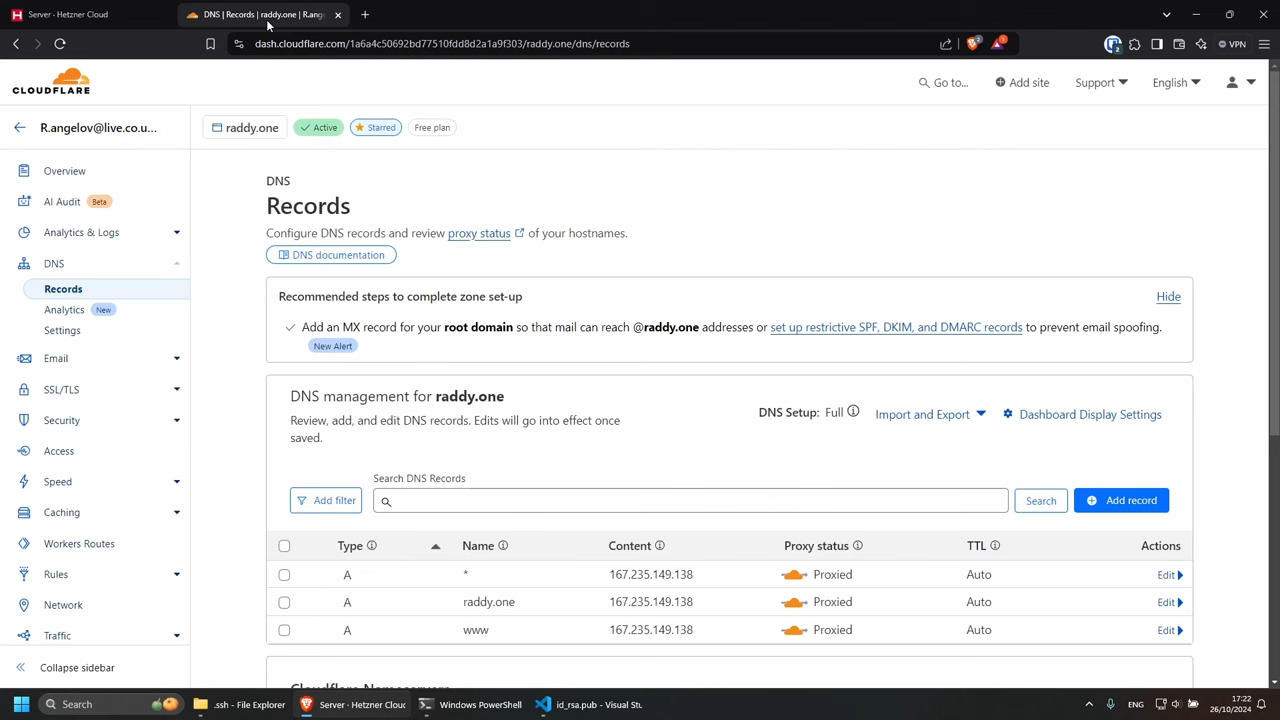 Server · Hetzner Cloud
DNS | Records | raddy.one | R.ang
dash.cloudflare.com/1a6a4c50692bd77510fdd8d2a1a9f303/raddy.one/dns/records
2
1
2
VPN
CLOUDFLARE
Go to...
Add site
Support
English
R.angelov@live.co.u...
raddy.one
Active
Starred
Free plan
Overview
AI Audit Beta
Analytics & Logs
DNS
Records
Analytics New
Settings
Email
SSL/TLS
Security
Access
Speed
Caching
Workers Routes
Rules
Network
Traffic
Collapse sidebar
DNS
Records
Configure DNS records and review proxy status of your hostnames.
DNS documentation
Recommended steps to complete zone set-up
Hide
Add an MX record for your root domain so that mail can reach @raddy.one addresses or set up restrictive SPF, DKIM, and DMARC records to prevent email spoofing.
New Alert
DNS management for raddy.one
Review, add, and edit DNS records. Edits will go into effect once
saved.
DNS Setup: Full
Import and Export
Dashboard Display Settings
Search DNS Records
Add filter
Search
Add record
Type Name Content Proxy status TTL Actions
A * 167.235.149.138 Proxied Auto Edit
A raddy.one 167.235.149.138 Proxied Auto Edit
A www 167.235.149.138 Proxied Auto Edit
Cloudflare Nameservers
Search
.ssh - File Explorer
Server · Hetzner Cloud
Windows PowerShell
id_rsa.pub - Visual Stu
ENG
17:22
26/10/2024